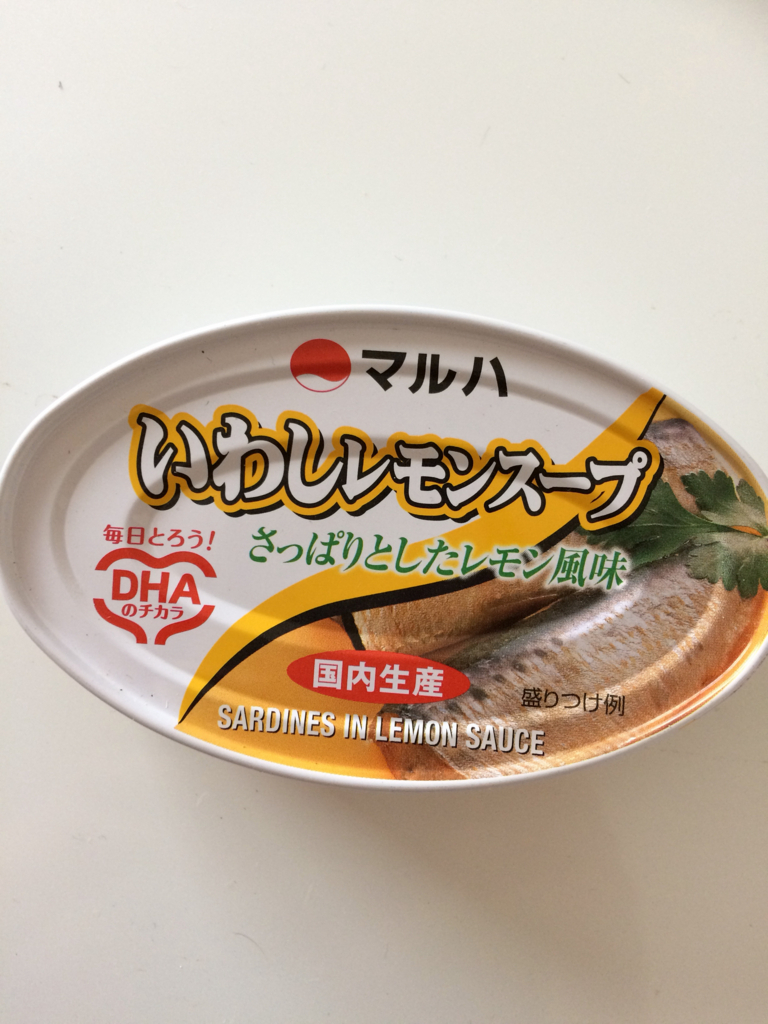 マルハ
いわしレモンスープ
さっぱりとしたレモン風味
毎日とろう!
DHA
のチカラ
国内生産
盛りつけ例
SARDINES IN LEMON SAUCE